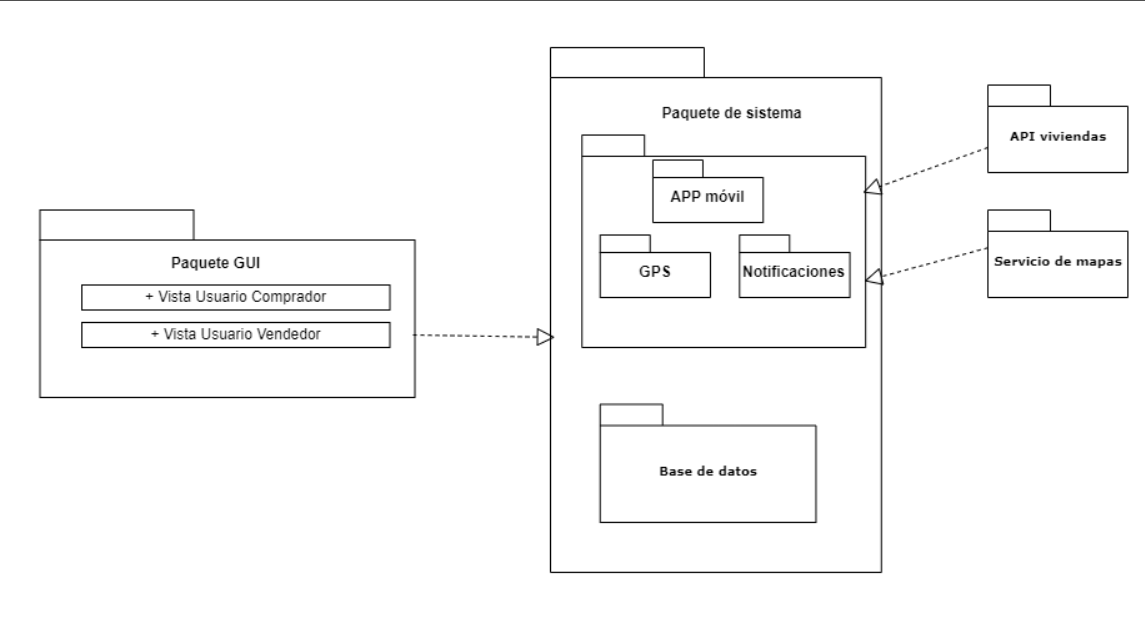 Paquete de sistema
API viviendas
APP móvil
Servicio de mapas
Paquete GUI
GPS
Notificaciones
+ Vista Usuario Comprador
+ Vista Usuario Vendedor
Base de datos